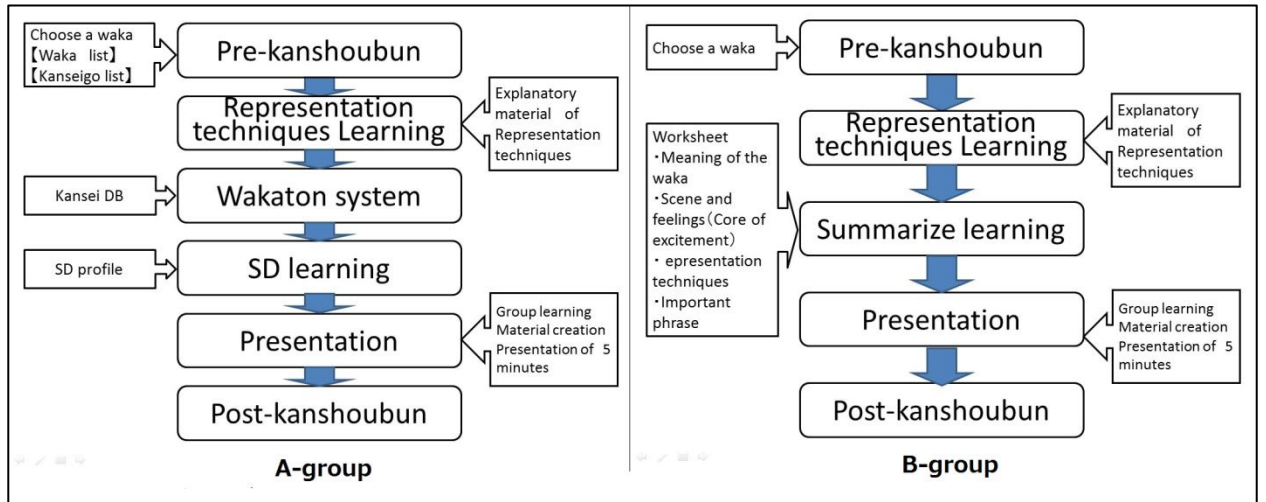 Choose a waka
【Waka list】
【Kanseigo list】
Pre-kanshoubun
Representation
techniques Learning
Explanatory
material of
Representation
techniques
Kansei DB
Wakaton system
SD profile
SD learning
Presentation
Group learning
Material creation
Presentation of 5
minutes
Post-kanshoubun
A-group
Choose a waka
Pre-kanshoubun
Representation
techniques Learning
Explanatory
material of
Representation
techniques
Worksheet
・Meaning of the
waka
・Scene and
feelings(Core of
excitement)
・ epresentation
techniques
・Important
phrase
Summarize learning
Presentation
Group learning
Material creation
Presentation of 5
minutes
Post-kanshoubun
B-group